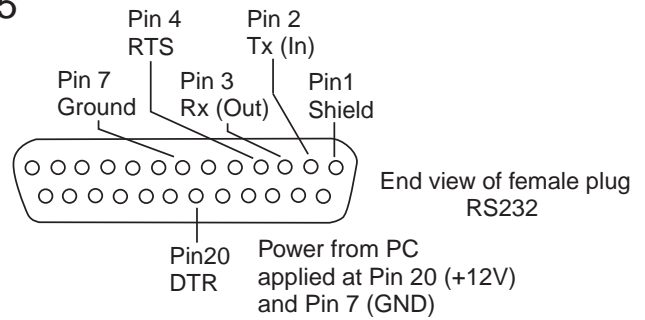 5
Pin 4
RTS
Pin 2
Tx (In)
Pin 7
Ground
Pin 3
Rx (Out)
Pin1
Shield
End view of female plug
RS232
Pin20
DTR
Power from PC
applied at Pin 20 (+12V)
and Pin 7 (GND)